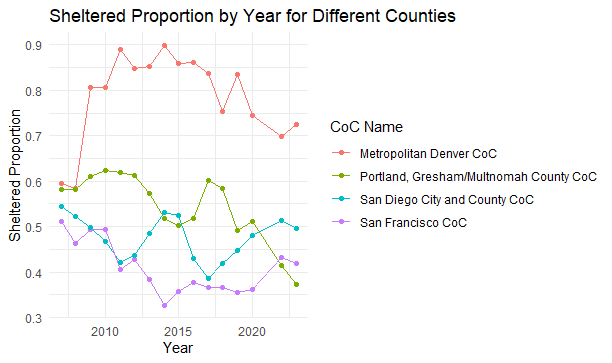 Sheltered Proportion by Year for Different Counties
0.9
0.8
0.7
0.6
0.5
0.4
0.3
Sheltered Proportion
2010 2015 2020
Year
CoC Name
Metropolitan Denver CoC
Portland, Gresham/Multnomah County CoC
San Diego City and County CoC
San Francisco CoC